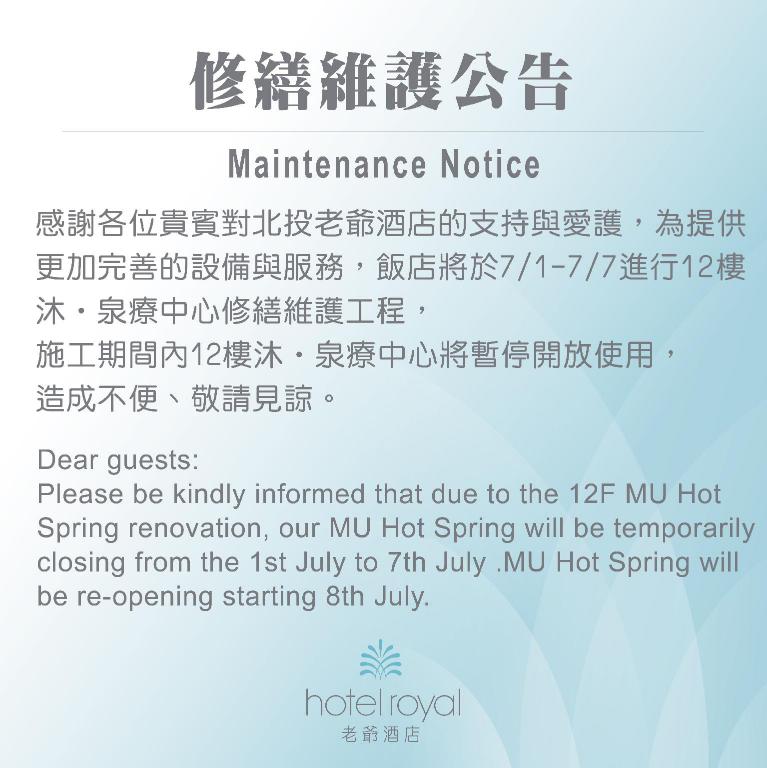 修繕維護公告
Maintenance Notice
感謝各位貴賓對北投老爺酒店的支持與愛護，為提供
更加完善的設備與服務，飯店將於7/1-7/7進行12樓
沐・泉療中心修繕維護工程，
施工期間內12樓沐・泉療中心將暫停開放使用，
造成不便、敬請見諒。
Dear guests:
Please be kindly informed that due to the 12F MU Hot
Spring renovation, our MU Hot Spring will be temporarily
closing from the 1st July to 7th July .MU Hot Spring will
be re-opening starting 8th July.
hotel royal
老爺酒店